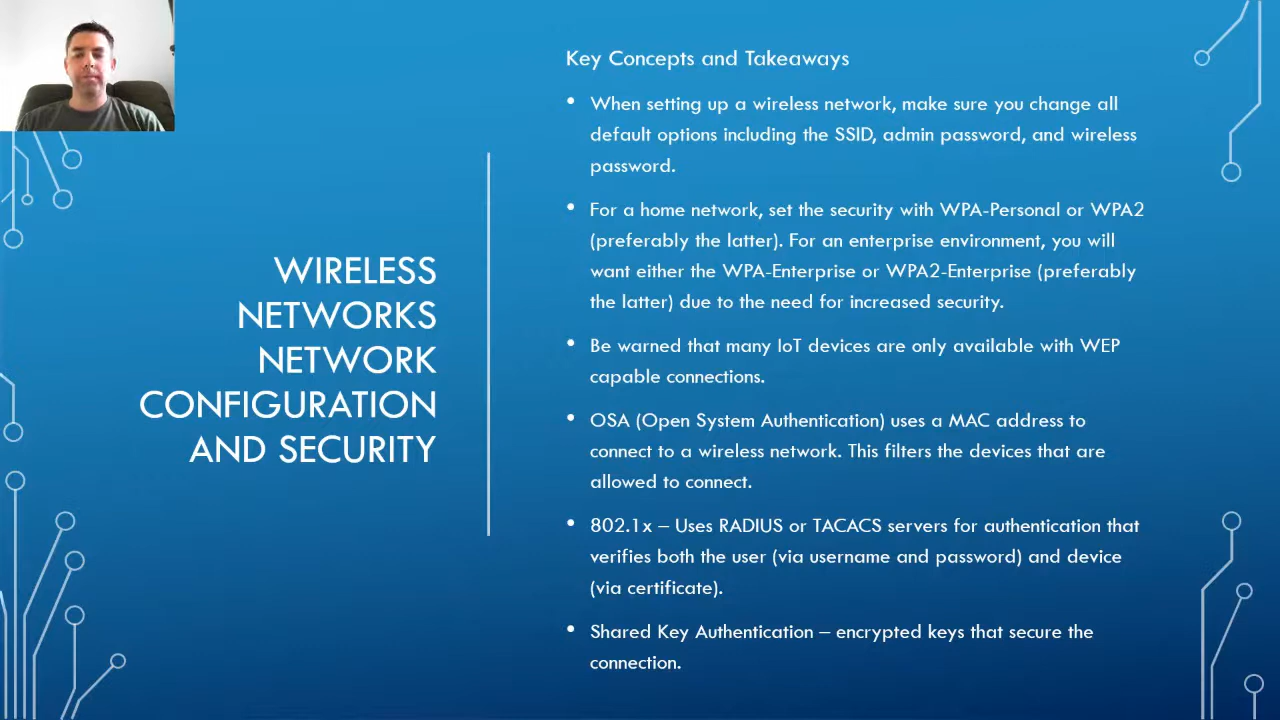 WIRELESS
NETWORKS
NETWORK
CONFIGURATION
AND SECURITY
Key Concepts and Takeaways
• When setting up a wireless network, make sure you change all
default options including the SSID, admin password, and wireless
password.
• For a home network, set the security with WPA-Personal or WPA2
(preferably the latter). For an enterprise environment, you will
want either the WPA-Enterprise or WPA2-Enterprise (preferably
the latter) due to the need for increased security.
• Be warned that many IoT devices are only available with WEP
capable connections.
• OSA (Open System Authentication) uses a MAC address to
connect to a wireless network. This filters the devices that are
allowed to connect.
• 802.1x – Uses RADIUS or TACACS servers for authentication that
verifies both the user (via username and password) and device
(via certificate).
• Shared Key Authentication – encrypted keys that secure the
connection.